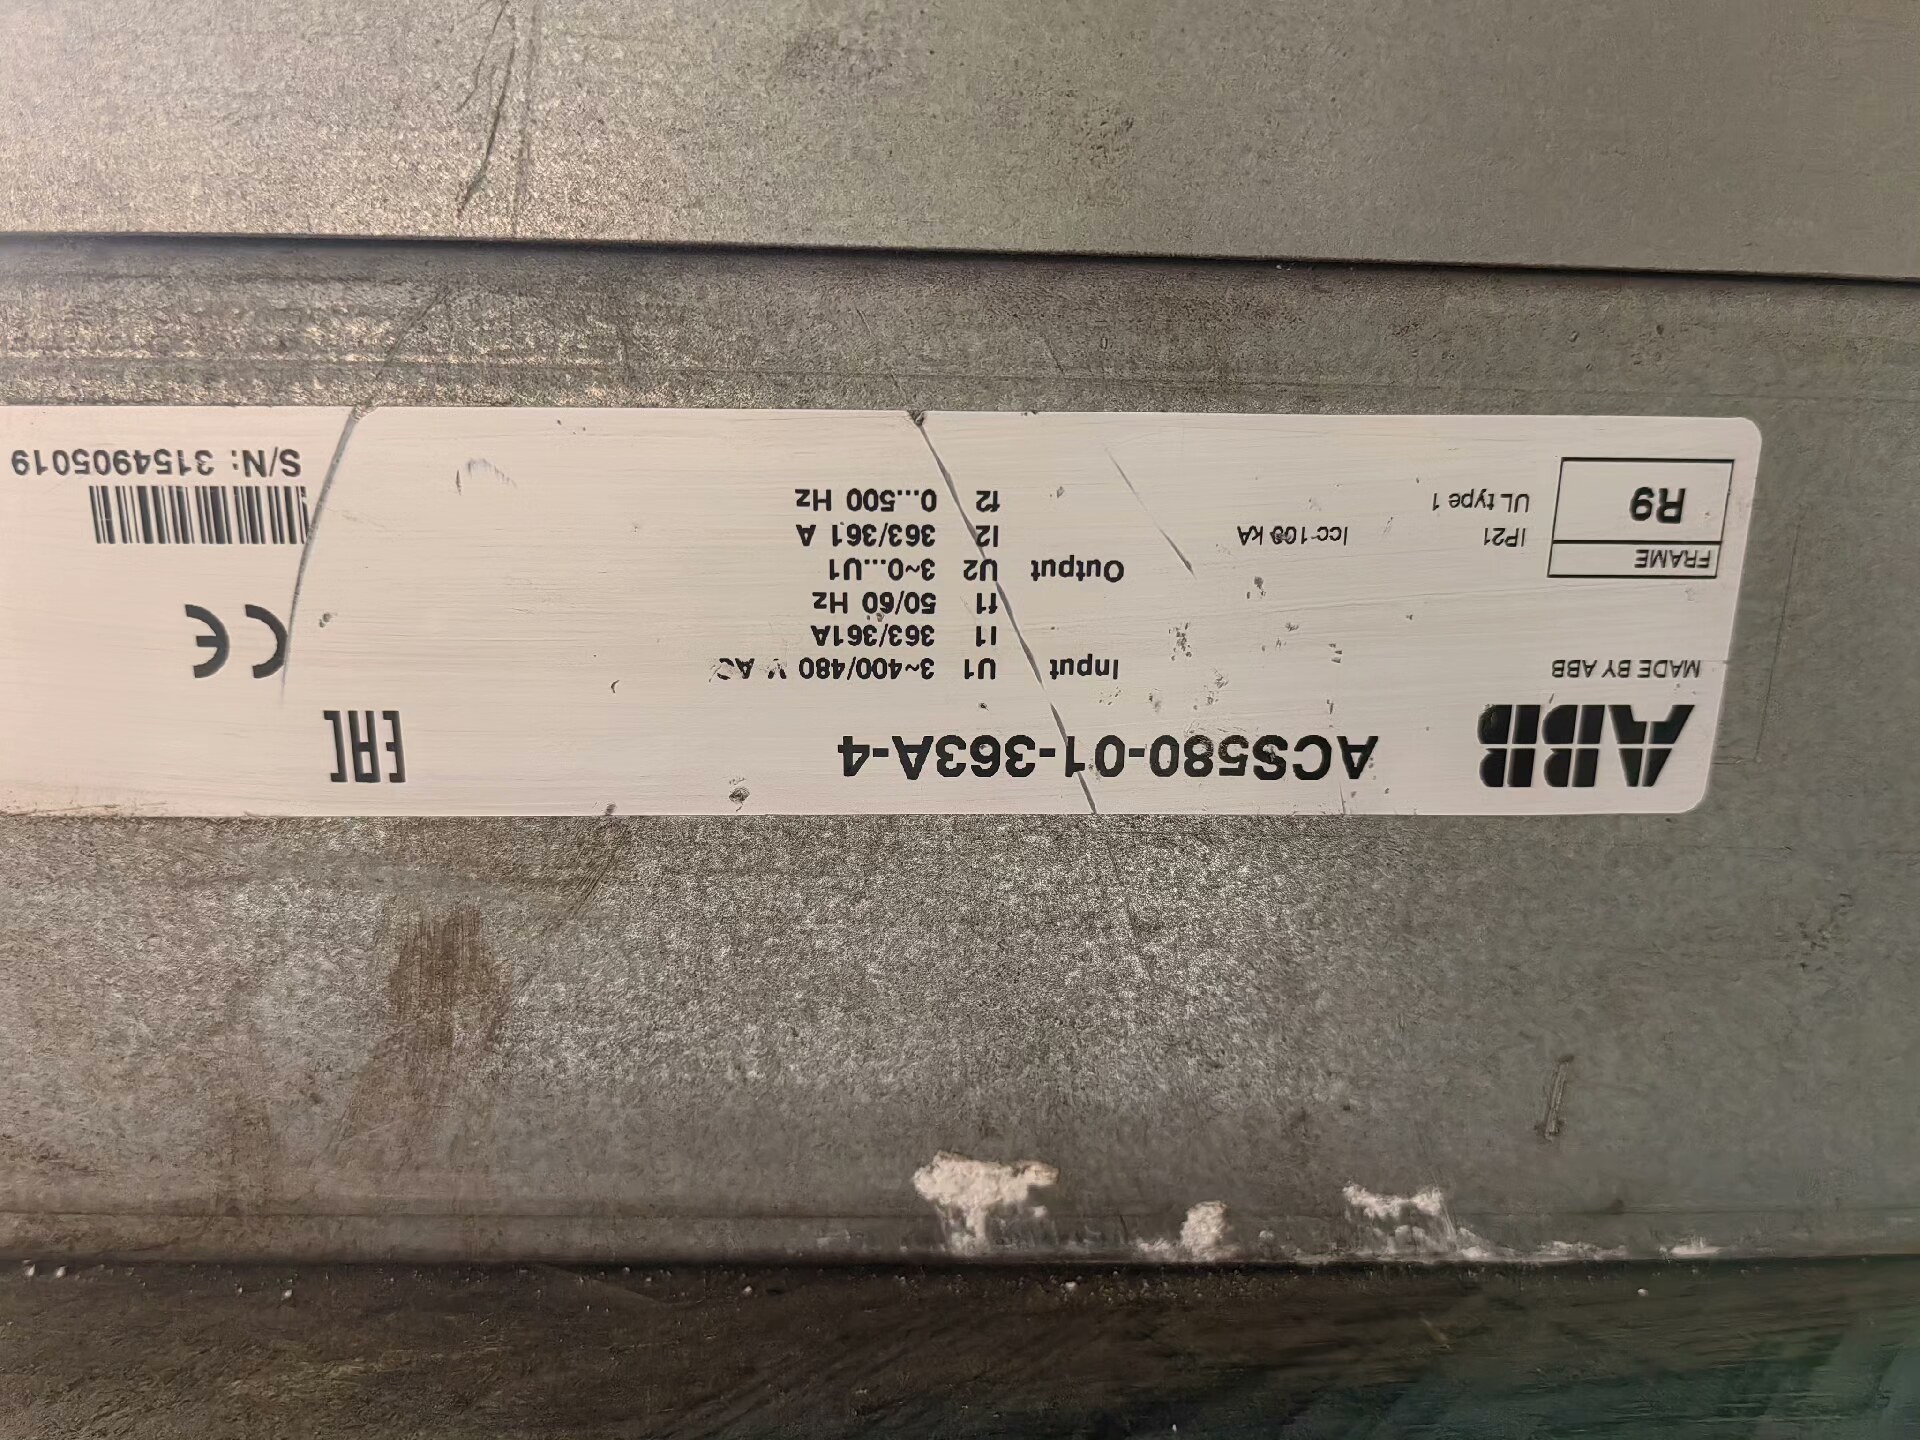 ABB
ACS580-01-363A-4
EAC
MADE BY ABB
Input U1 3~400/480 V AC
I1 363/361A
f1 50/60 Hz
Output U2 3~0...U1
I2 363/361 A
f2 0...500 Hz
FRAME
R9
IP21
UL type 1
Icc 100 kA
CE
S/N: 3154905019